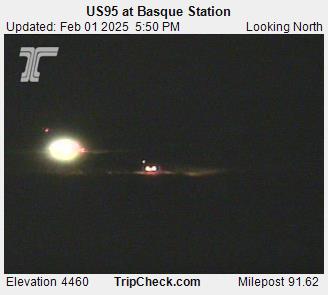 US95 at Basque Station
Updated: Feb 01 2025 5:50 PM Looking North
Elevation 4460 TripCheck.com Milepost 91.62